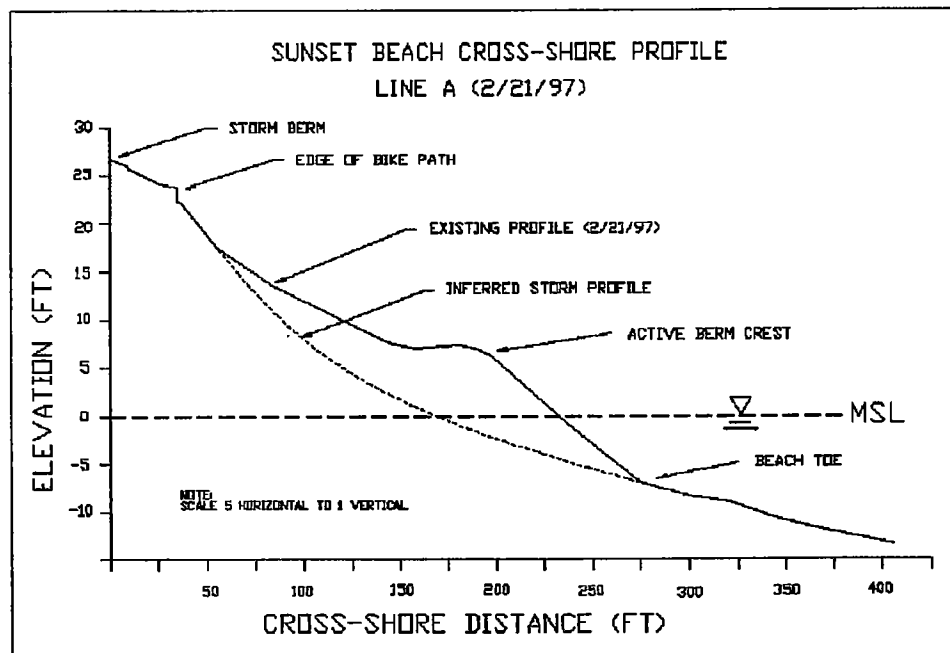 SUNSET BEACH CROSS-SHORE PROFILE
LINE A (2/21/97)
30
25
20
15
10
5
0
-5
-10
ELEVATION (FT)
STORM BERM
EDGE OF BIKE PATH
EXISTING PROFILE (2/21/97)
INFERRED STORM PROFILE
ACTIVE BERM CREST
MSL
BEACH TOE
NOTE:
SCALE 5 HORIZONTAL TO 1 VERTICAL
50 100 150 200 250 300 350 400
CROSS-SHORE DISTANCE (FT)